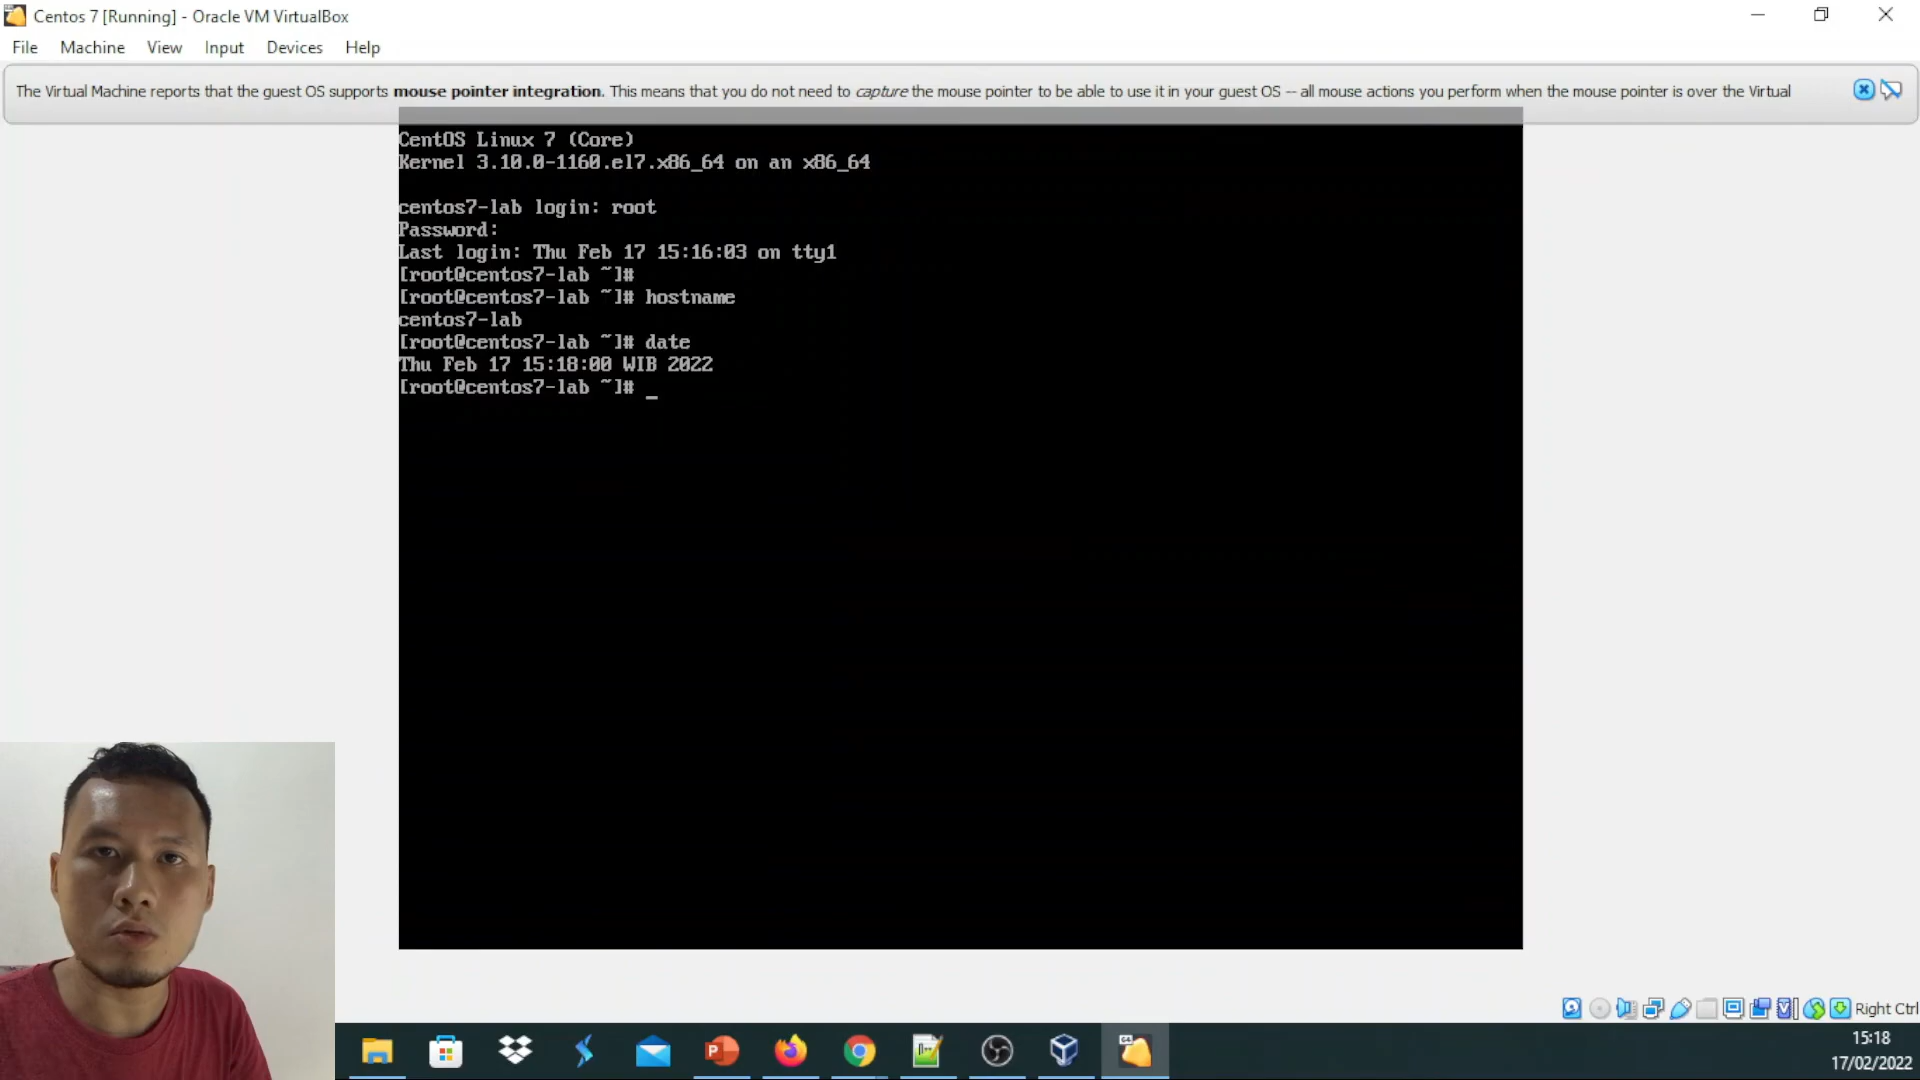 Centos 7 [Running] - Oracle VM VirtualBox
File Machine View Input Devices Help
The Virtual Machine reports that the guest OS supports mouse pointer integration. This means that you do not need to capture the mouse pointer to be able to use it in your guest OS -- all mouse actions you perform when the mouse pointer is over the Virtual
CentOS Linux 7 (Core)
Kernel 3.10.0-1160.el7.x86_64 on an x86_64
centos7-lab login: root
Password:
Last login: Thu Feb 17 15:16:03 on tty1
[root@centos7-lab ~]#
[root@centos7-lab ~]# hostname
centos7-lab
[root@centos7-lab ~]# date
Thu Feb 17 15:18:00 WIB 2022
[root@centos7-lab ~]# _
Right Ctrl
15:18
17/02/2022